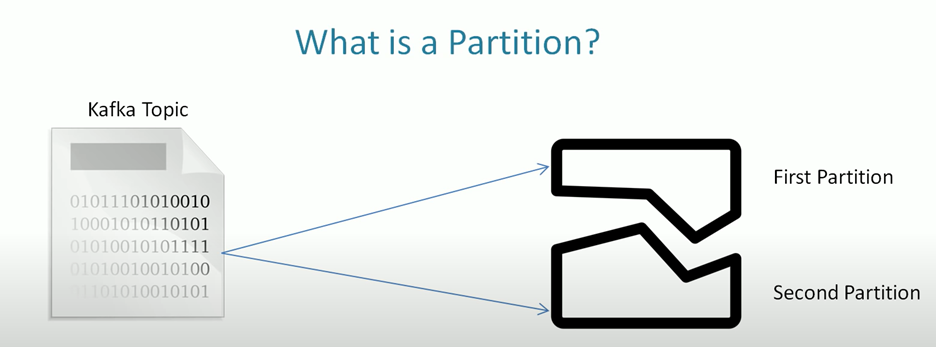 What is a Partition?
Kafka Topic
01011101010010
10001010110101
01010010101111
01010010010100
01101010010101
First Partition
Second Partition